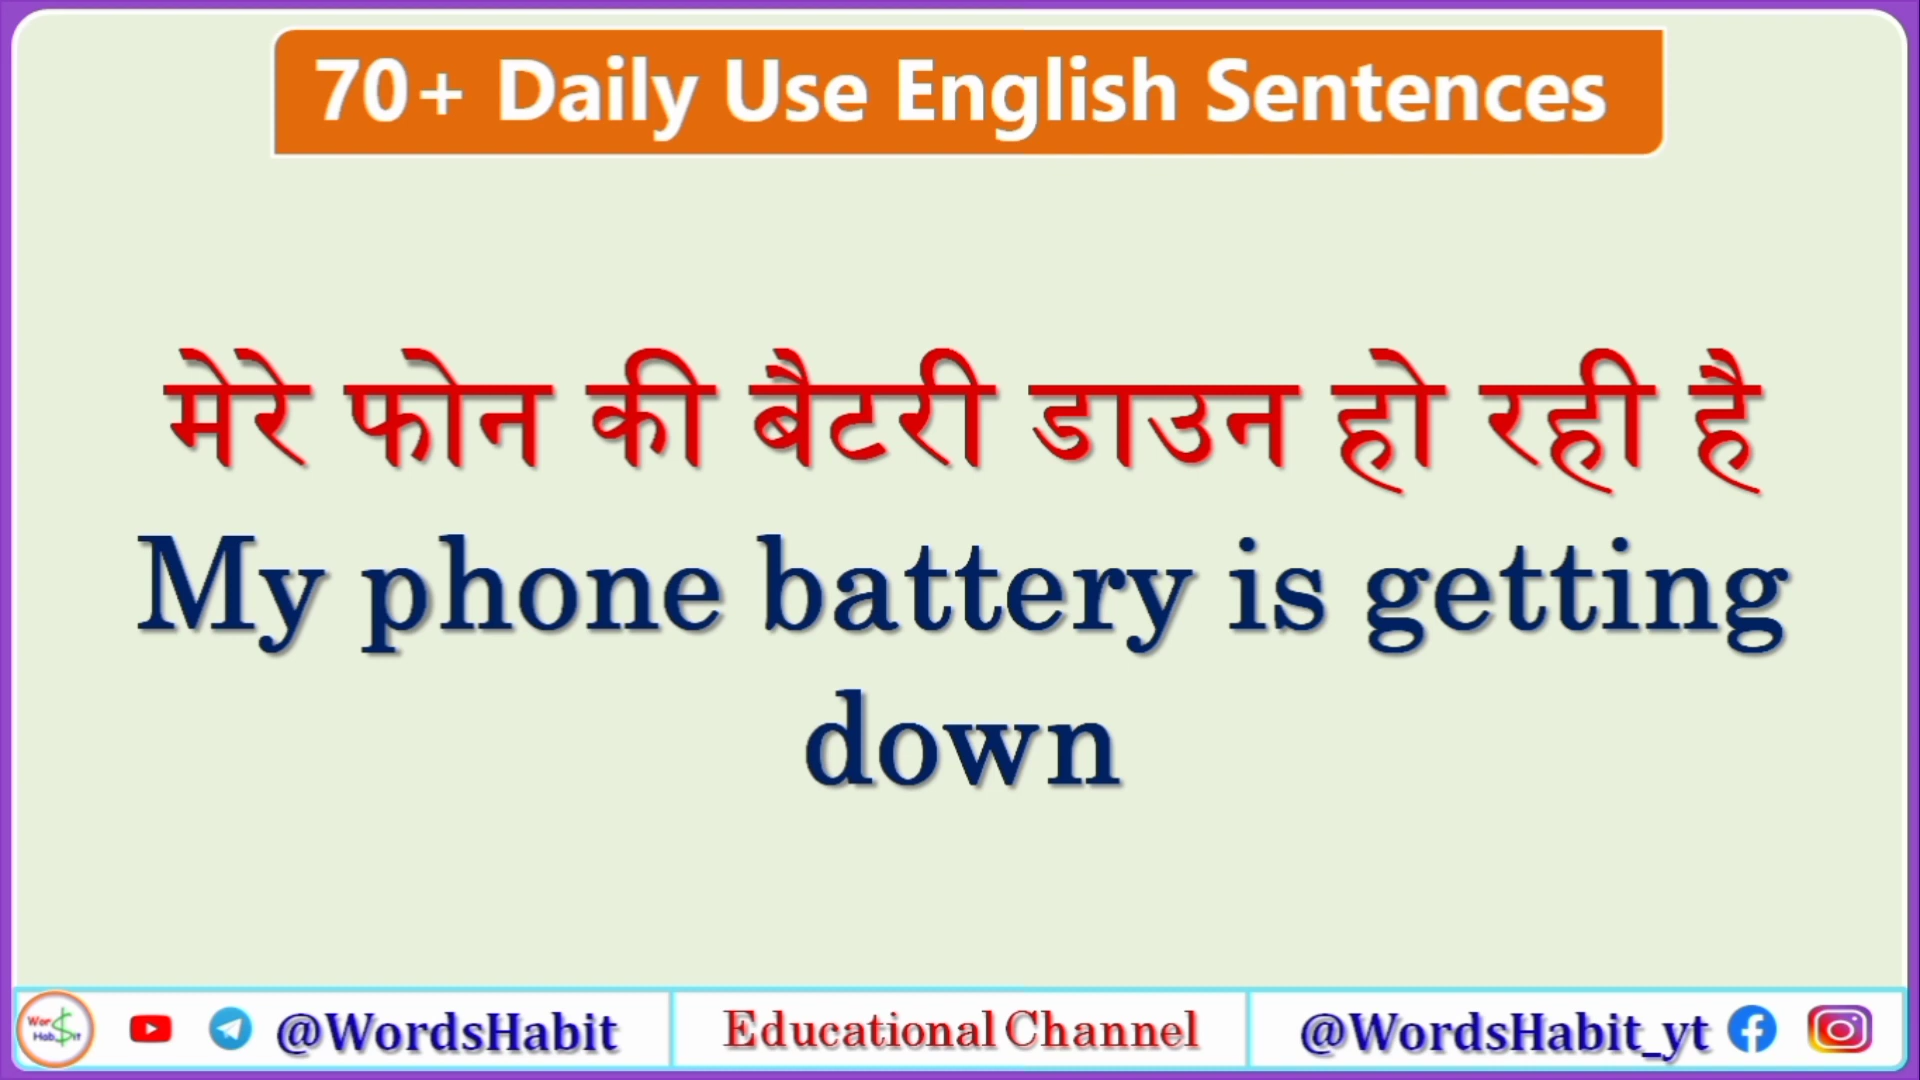 70+ Daily Use English Sentences
मेरे फोन की बैटरी डाउन हो रही है
My phone battery is getting
down
@WordsHabit
Educational Channel
@WordsHabit_yt